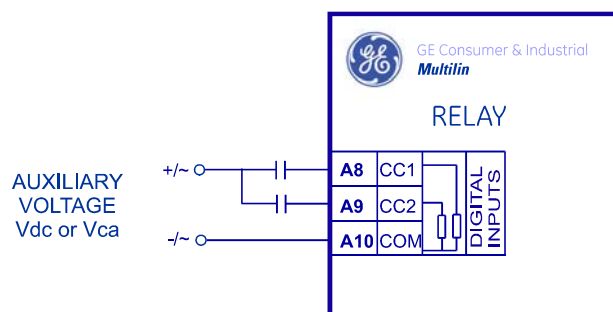 GE Consumer & Industrial
Multilin
RELAY
AUXILIARY
VOLTAGE
Vdc or Vca
+/~
-/~
A8 CC1
A9 CC2
A10 COM
DIGITAL
INPUTS